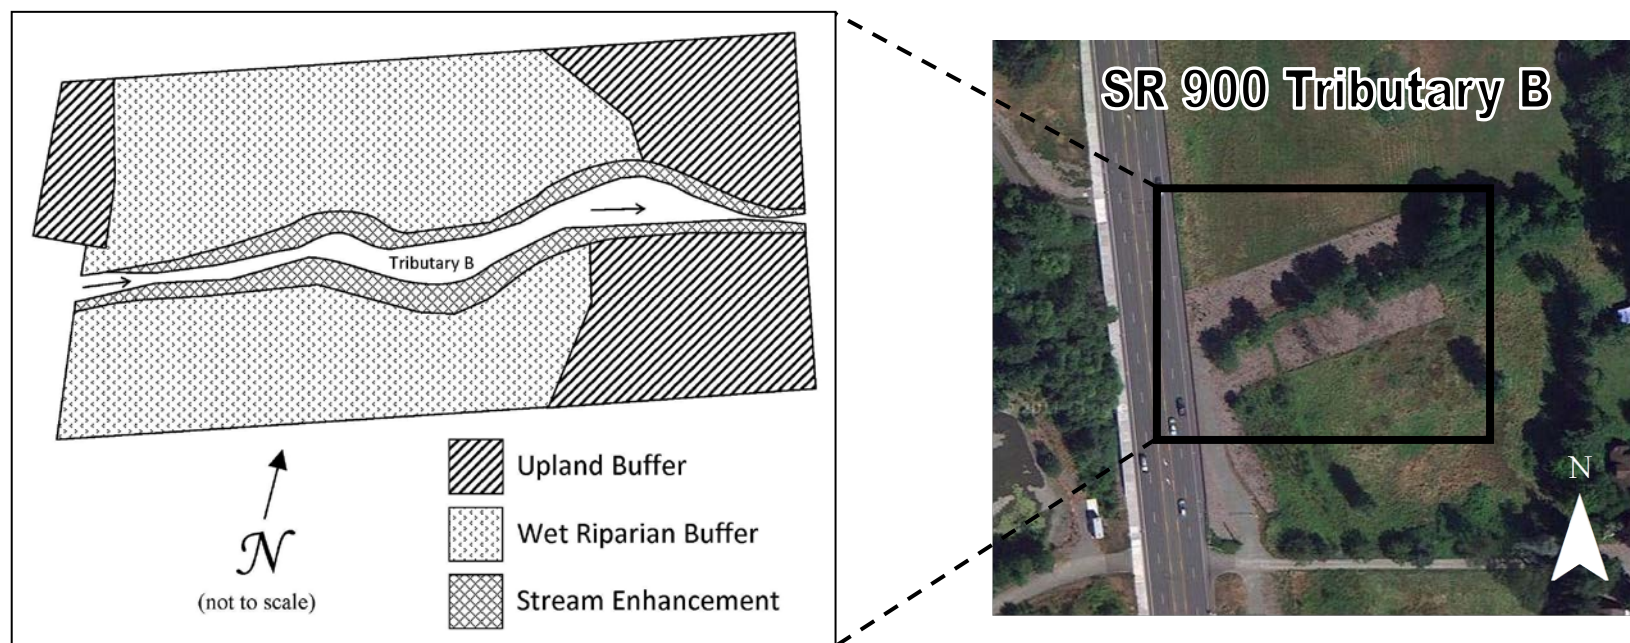 Tributary B
Upland Buffer
Wet Riparian Buffer
Stream Enhancement
N
(not to scale)
SR 900 Tributary B
N